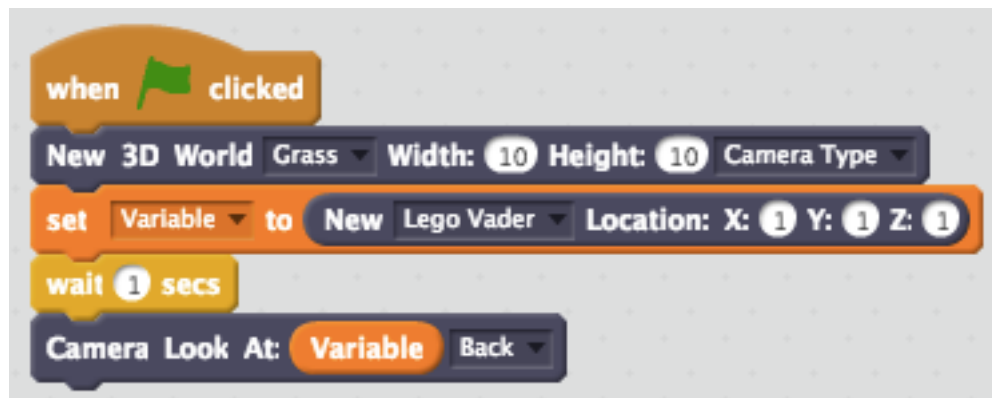 when clicked
New 3D World Grass Width: 10 Height: 10 Camera Type
set Variable to New Lego Vader Location: X: 1 Y: 1 Z: 1
wait 1 secs
Camera Look At: Variable Back